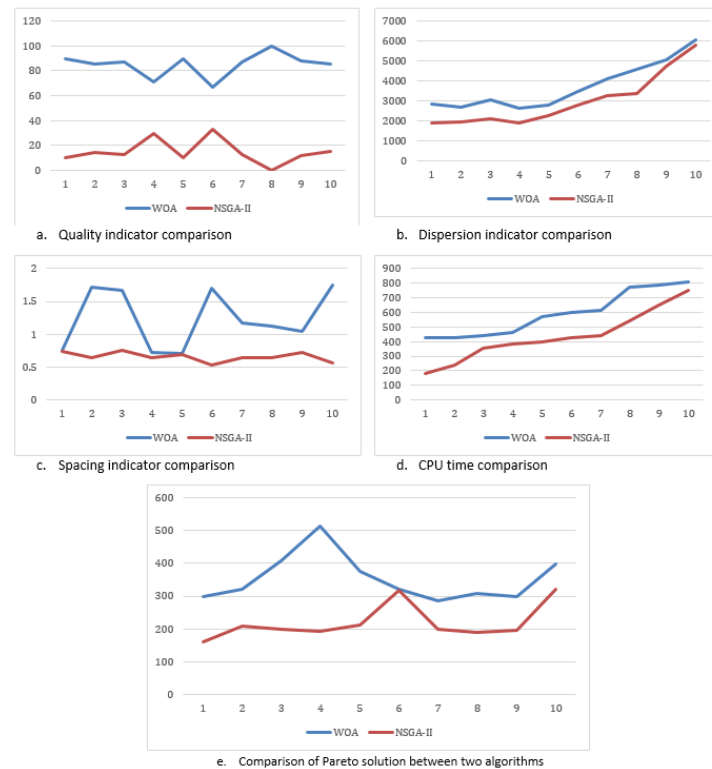 120
100
80
60
40
20
0
1 2 3 4 5 6 7 8 9 10
WOA NSGA-II
a. Quality indicator comparison
7000
6000
5000
4000
3000
2000
1000
0
1 2 3 4 5 6 7 8 9 10
WOA NSGA-II
b. Dispersion indicator comparison
2
1.5
1
0.5
0
1 2 3 4 5 6 7 8 9 10
WOA NSGA-II
c. Spacing indicator comparison
900
800
700
600
500
400
300
200
100
0
1 2 3 4 5 6 7 8 9 10
WOA NSGA-II
d. CPU time comparison
600
500
400
300
200
100
0
1 2 3 4 5 6 7 8 9 10
WOA NSGA-II
e. Comparison of Pareto solution between two algorithms